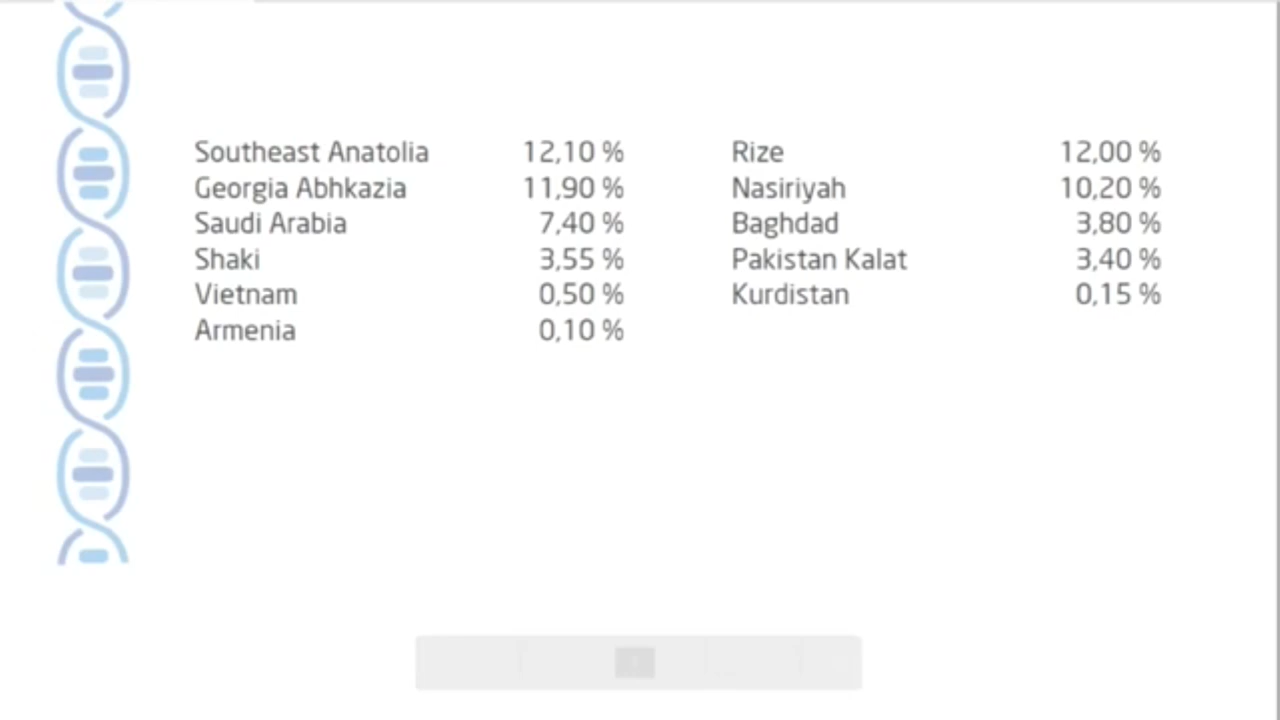 Southeast Anatolia 12,10 % Rize 12,00 %
Georgia Abhkazia 11,90 % Nasiriyah 10,20 %
Saudi Arabia 7,40 % Baghdad 3,80 %
Shaki 3,55 % Pakistan Kalat 3,40 %
Vietnam 0,50 % Kurdistan 0,15 %
Armenia 0,10 %